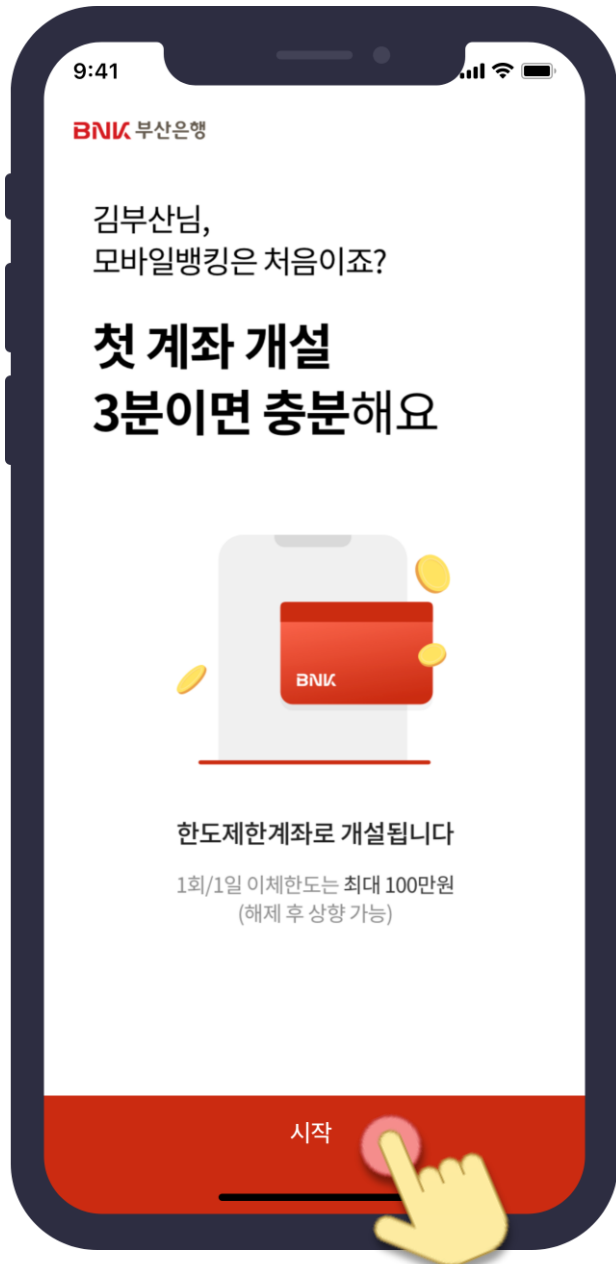 9:41
BNK 부산은행
김부산님,
모바일뱅킹은 처음이죠?
첫 계좌 개설
3분이면 충분해요
BNK
한도제한계좌로 개설됩니다
1회/1일 이체한도는 최대 100만원
(해제 후 상향 가능)
시작